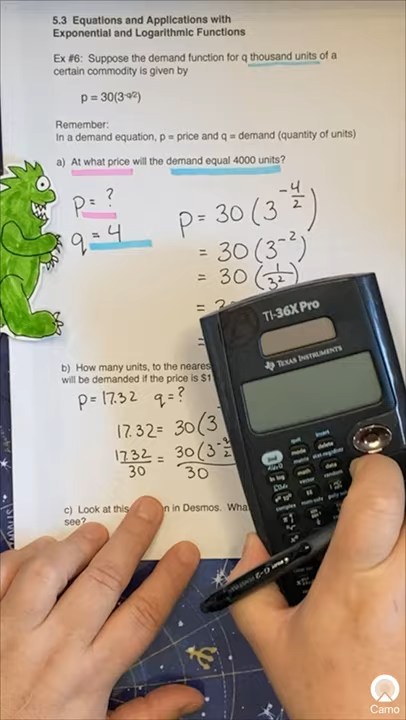 5.3 Equations and Applications with
Exponential and Logarithmic Functions
Ex #6: Suppose the demand function for q thousand units of a
certain commodity is given by
p = 30(3^-q/2)
Remember:
In a demand equation, p = price and q = demand (quantity of units)
a) At what price will the demand equal 4000 units?
p = ?
q = 4
p = 30 (3^-4/2)
= 30 (3^-2)
= 30 (1/3^2)
=
=
b) How many units, to the neares
will be demanded if the price is $1
p = 17.32 q = ?
17.32 = 30 (3^-
17.32/30 = 30 (3^-q/2/30
c) Look at this n in Desmos. Wha
see?
TI-36X Pro
TEXAS INSTRUMENTS
Camo